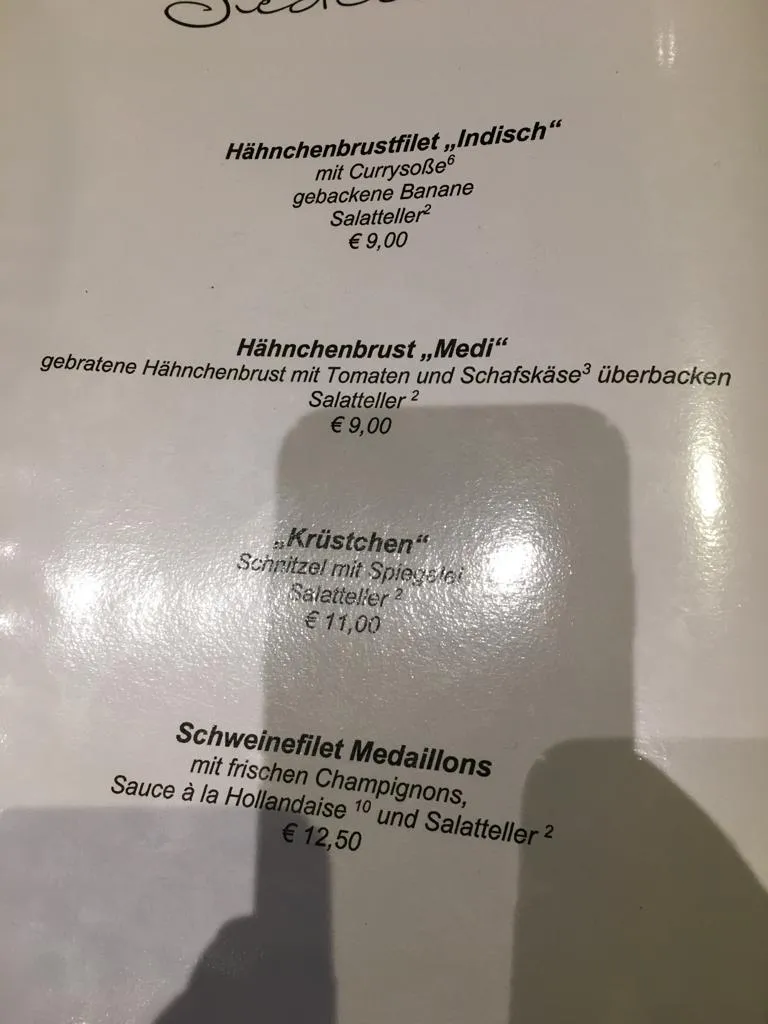 Hähnchenbrustfilet „Indisch“
mit Currysoße⁶
gebackene Banane
Salatteller²
€ 9,00
Hähnchenbrust „Medi“
gebratene Hähnchenbrust mit Tomaten und Schafskäse³ überbacken
Salatteller ²
€ 9,00
„Krüstchen“
Schnitzel mit Spiegelei
Salatteller ²
€ 11,00
Schweinefilet Medaillons
mit frischen Champignons,
Sauce à la Hollandaise ¹⁰ und Salatteller ²
€ 12,50